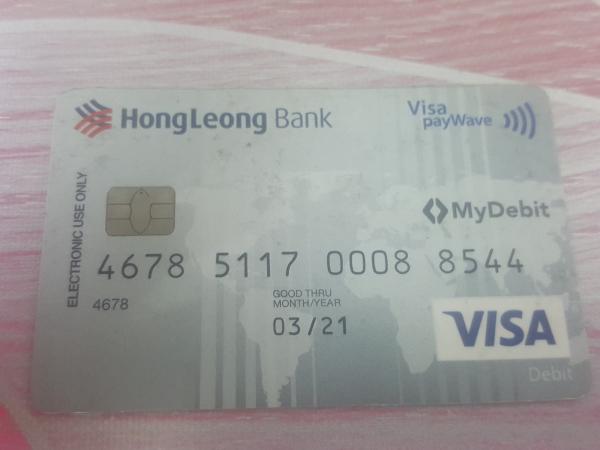 HongLeong Bank
Visa
payWave
ELECTRONIC USE ONLY
MyDebit
4678 5117 0008 8544
4678
GOOD THRU
MONTH/YEAR
03/21
VISA
Debit